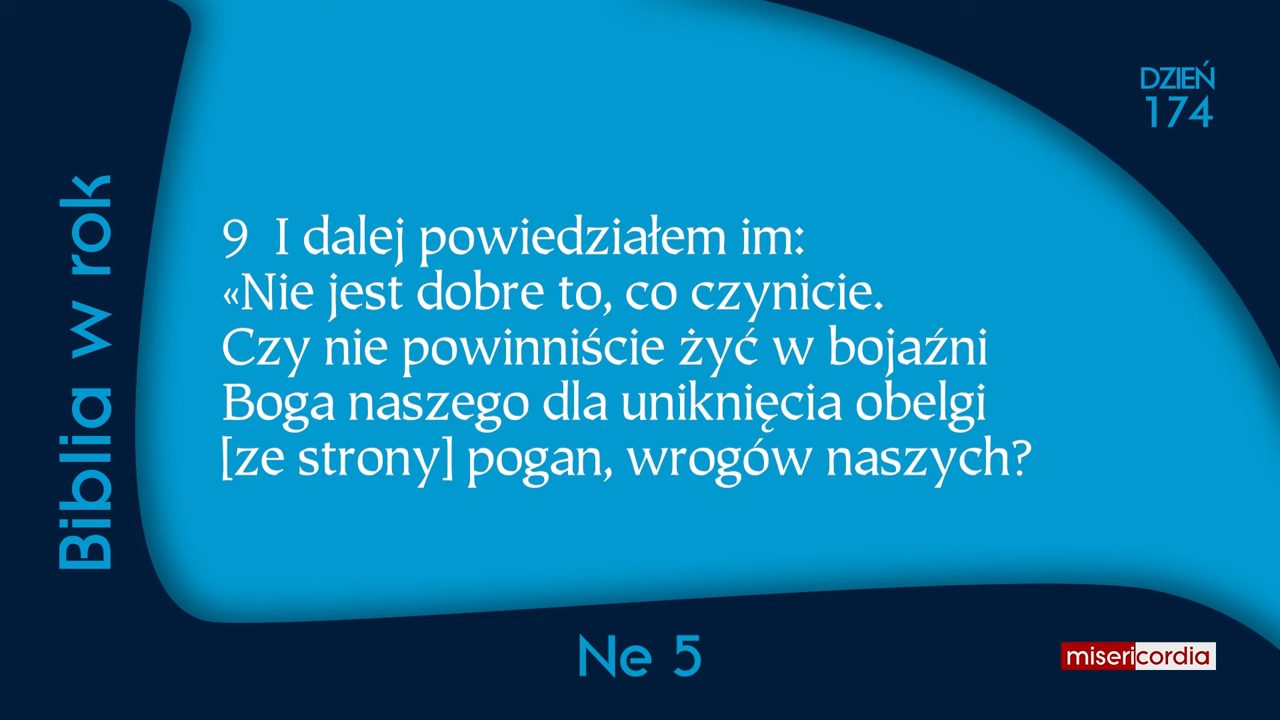 DZIEŃ
174
Biblia w rok
9 I dalej powiedziałem im:
«Nie jest dobre to, co czynicie.
Czy nie powinniście żyć w bojaźni
Boga naszego dla uniknięcia obelgi
[ze strony] pogan, wrogów naszych?
Ne 5
misericordia